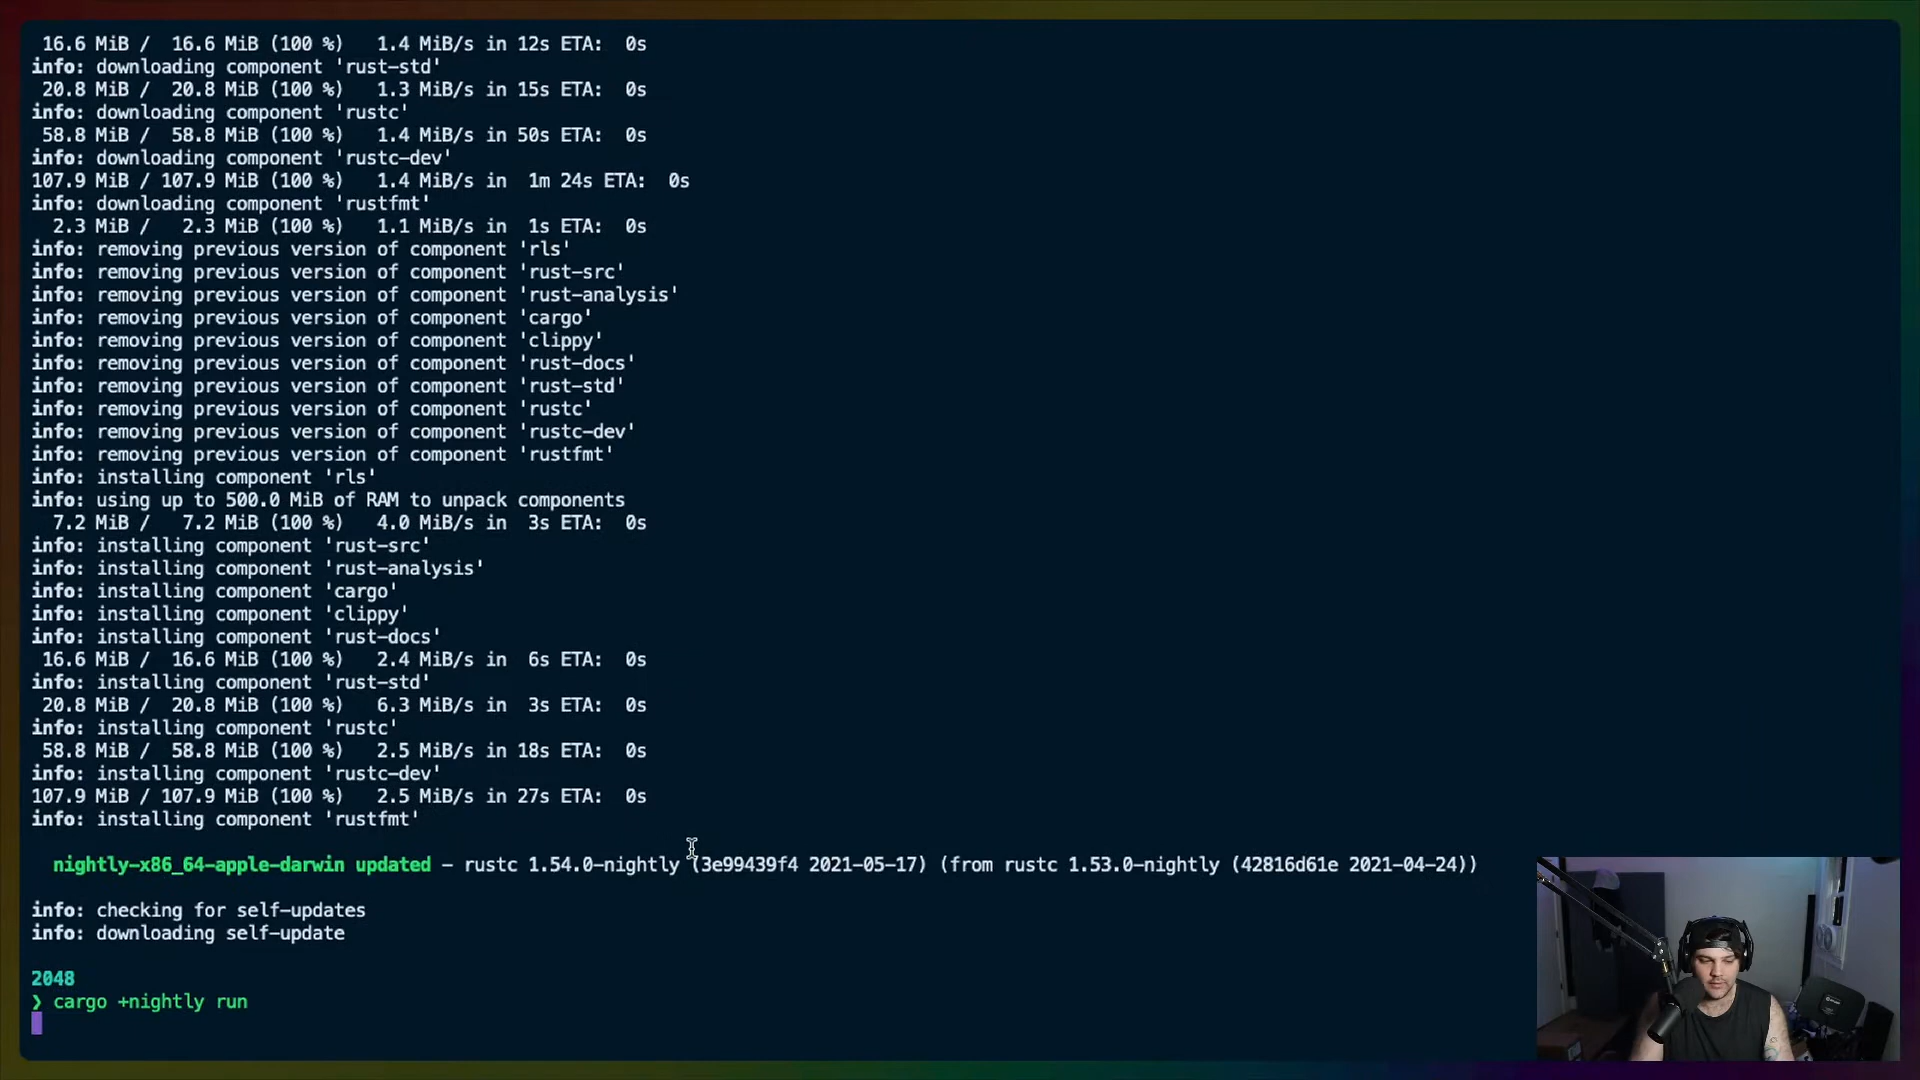 16.6 MiB /  16.6 MiB (100 %)   1.4 MiB/s in 12s ETA:  0s
info: downloading component 'rust-std'
20.8 MiB /  20.8 MiB (100 %)   1.3 MiB/s in 15s ETA:  0s
info: downloading component 'rustc'
58.8 MiB /  58.8 MiB (100 %)   1.4 MiB/s in 50s ETA:  0s
info: downloading component 'rustc-dev'
107.9 MiB / 107.9 MiB (100 %)   1.4 MiB/s in  1m 24s ETA:  0s
info: downloading component 'rustfmt'
2.3 MiB /   2.3 MiB (100 %)   1.1 MiB/s in  1s ETA:  0s
info: removing previous version of component 'rls'
info: removing previous version of component 'rust-src'
info: removing previous version of component 'rust-analysis'
info: removing previous version of component 'cargo'
info: removing previous version of component 'clippy'
info: removing previous version of component 'rust-docs'
info: removing previous version of component 'rust-std'
info: removing previous version of component 'rustc'
info: removing previous version of component 'rustc-dev'
info: removing previous version of component 'rustfmt'
info: installing component 'rls'
info: using up to 500.0 MiB of RAM to unpack components
7.2 MiB /   7.2 MiB (100 %)   4.0 MiB/s in  3s ETA:  0s
info: installing component 'rust-src'
info: installing component 'rust-analysis'
info: installing component 'cargo'
info: installing component 'clippy'
info: installing component 'rust-docs'
16.6 MiB /  16.6 MiB (100 %)   2.4 MiB/s in  6s ETA:  0s
info: installing component 'rust-std'
20.8 MiB /  20.8 MiB (100 %)   6.3 MiB/s in  3s ETA:  0s
info: installing component 'rustc'
58.8 MiB /  58.8 MiB (100 %)   2.5 MiB/s in 18s ETA:  0s
info: installing component 'rustc-dev'
107.9 MiB / 107.9 MiB (100 %)   2.5 MiB/s in 27s ETA:  0s
info: installing component 'rustfmt'
nightly-x86_64-apple-darwin updated - rustc 1.54.0-nightly (3e99439f4 2021-05-17) (from rustc 1.53.0-nightly (42816d61e 2021-04-24))
info: checking for self-updates
info: downloading self-update
2048
❯ cargo +nightly run